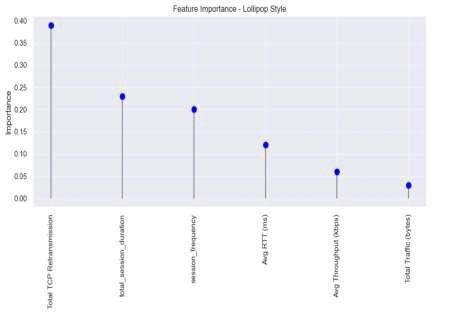 Feature Importance - Lollipop Style
Importance
0.40
0.35
0.30
0.25
0.20
0.15
0.10
0.05
0.00
Total TCP Retransmission
total_session_duration
session_frequency
Avg RTT (ms)
Avg Throughput (kbps)
Total Traffic (bytes)